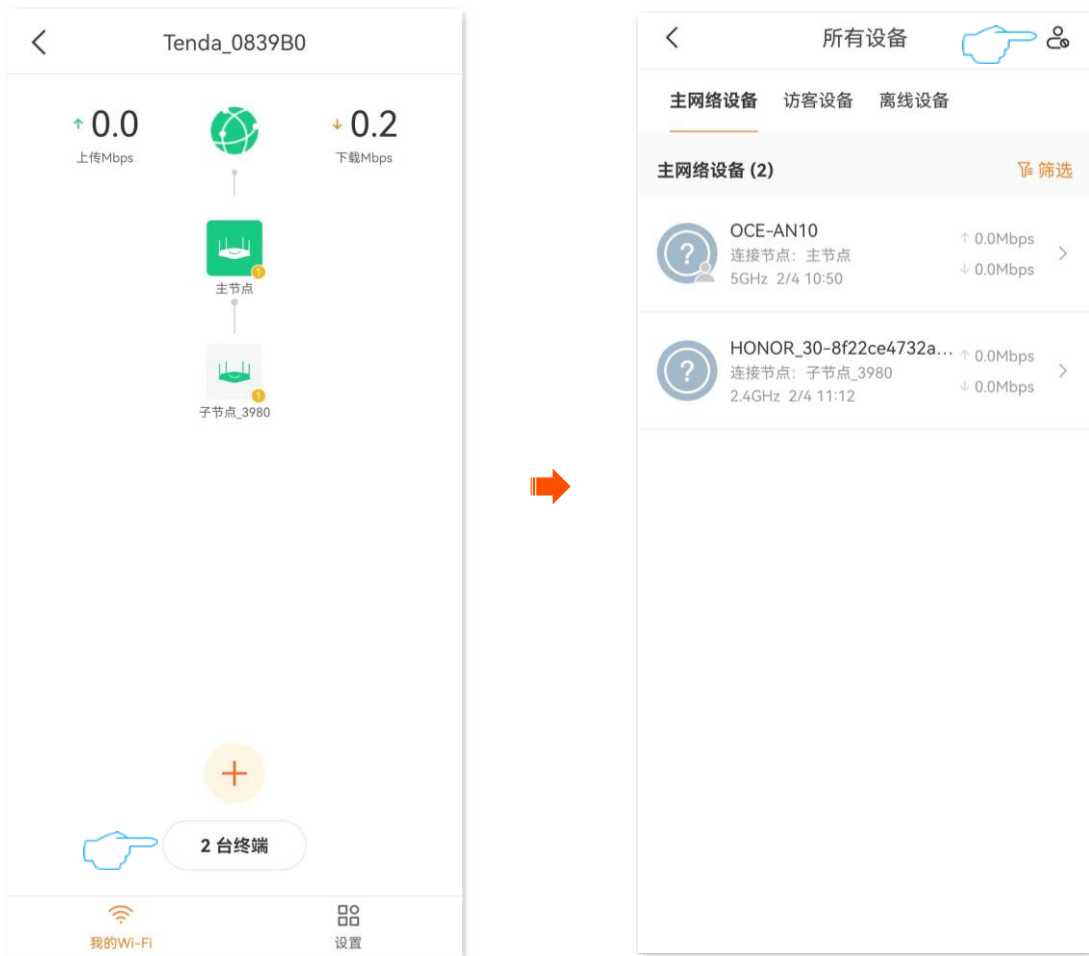 Tenda_0839B0
↑ 0.0
上传Mbps
↓ 0.2
下载Mbps
1
主节点
1
子节点_3980
2 台终端
我的Wi-Fi
设置
所有设备
主网络设备 访客设备 离线设备
主网络设备 (2)
筛选
OCE-AN10
连接节点：主节点
5GHz 2/4 10:50
↑ 0.0Mbps
↓ 0.0Mbps
HONOR_30-8f22ce4732a...
连接节点：子节点_3980
2.4GHz 2/4 11:12
↑ 0.0Mbps
↓ 0.0Mbps